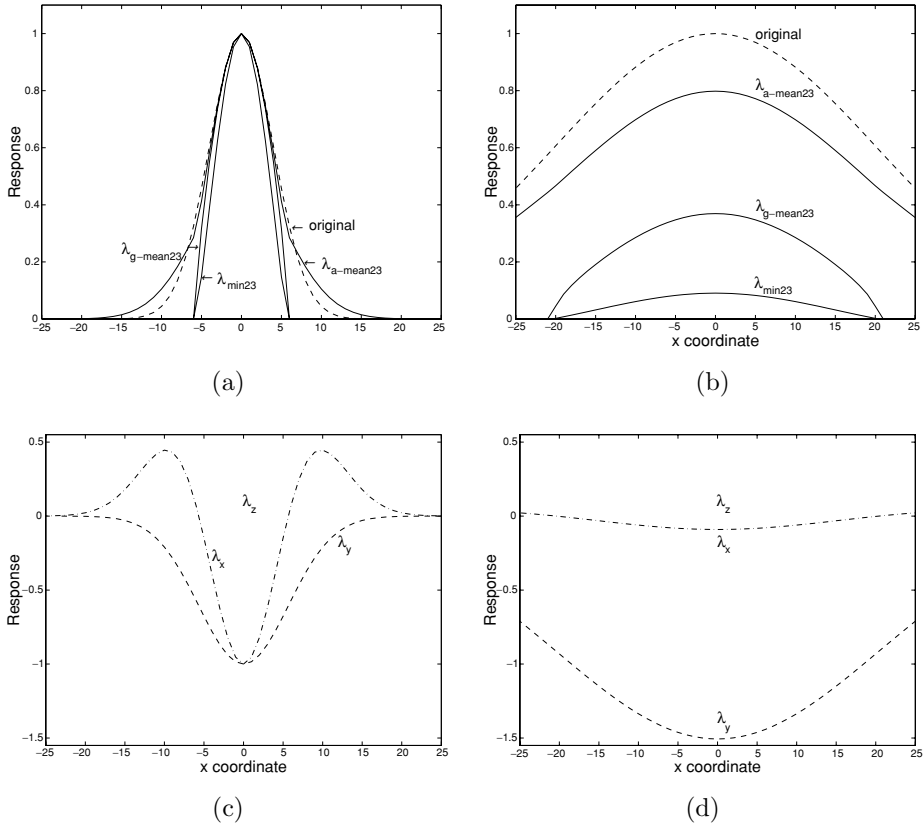 1
0.8
0.6
0.4
0.2
0
Response
original
λg−mean23
λmin23
λa−mean23
−25 −20 −15 −10 −5 0 5 10 15 20 25
(a)
1
0.8
0.6
0.4
0.2
0
Response
original
λa−mean23
λg−mean23
λmin23
−25 −20 −15 −10 −5 0 5 10 15 20 25
x coordinate
(b)
0.5
0
−0.5
−1
−1.5
Response
λz
λx
λy
−25 −20 −15 −10 −5 0 5 10 15 20 25
x coordinate
(c)
0.5
0
−0.5
−1
−1.5
Response
λz
λx
λy
−25 −20 −15 −10 −5 0 5 10 15 20 25
x coordinate
(d)